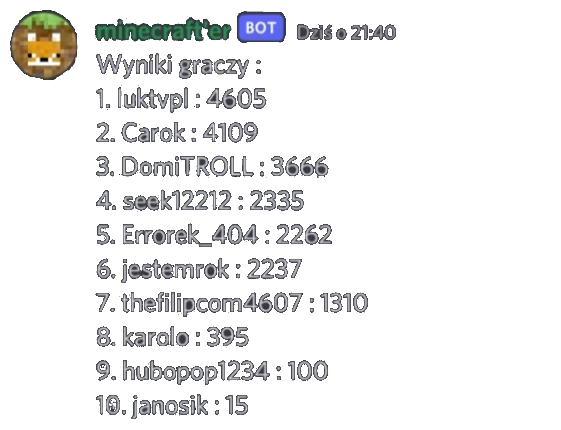 minecraft'er BOT Dziś o 21:40
Wyniki graczy :
1. luktvpl : 4605
2. Carok : 4109
3. DomiTROLL : 3666
4. seek12212 : 2335
5. Errorek_404 : 2262
6. jestemrok : 2237
7. thefilipcom4607 : 1310
8. karolo : 395
9. hubopop1234 : 100
10. janosik : 15